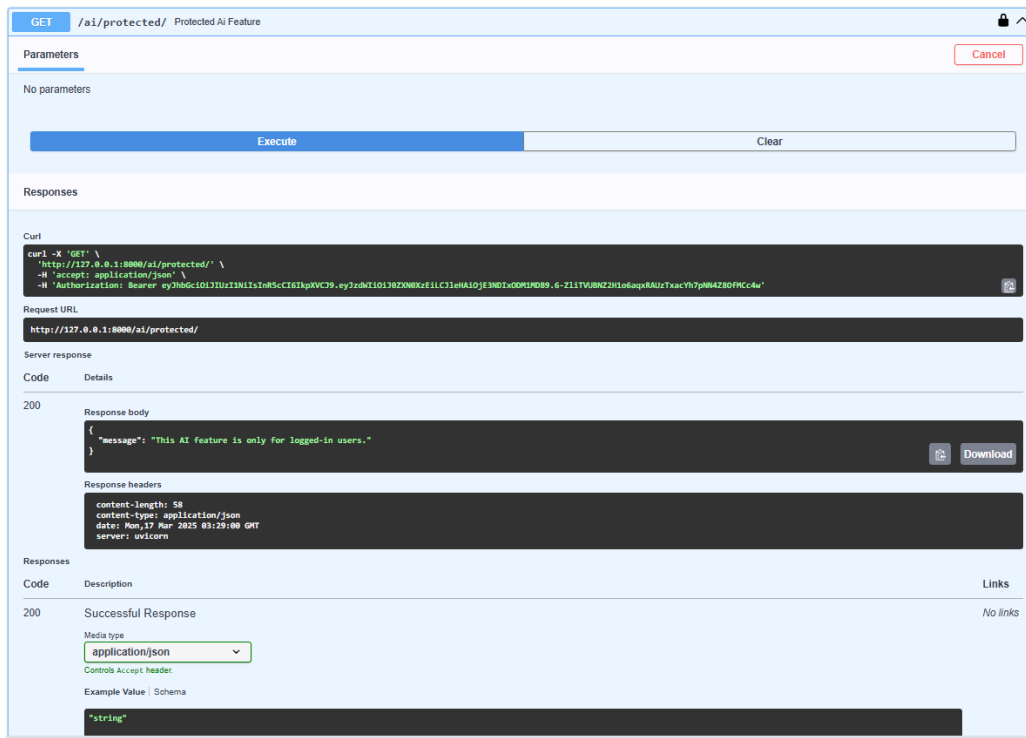 GET /ai/protected/ Protected Ai Feature
Parameters
Cancel
No parameters
Execute
Clear
Responses
Curl
curl -X 'GET' \
'http://127.0.0.1:8000/ai/protected/' \
-H 'accept: application/json' \
-H 'Authorization: Bearer eyJhbGciOiJIUzI1NiIsInR5cCI6IkpXVCJ9.eyJzdWIiOiJ0ZXN0XzEiLCJleHAiOjE3NDIxODM1MDB9.6-ZliTVUBNZ2H1o6aqxRAUzTxacYh7pNN4Z8OfMCc4w'
Request URL
http://127.0.0.1:8000/ai/protected/
Server response
Code Details
200
Response body
{
"message": "This AI feature is only for logged-in users."
}
Download
Response headers
content-length: 58
content-type: application/json
date: Mon,17 Mar 2025 03:29:00 GMT
server: uvicorn
Responses
Code Description Links
200 Successful Response No links
Media type
application/json
Controls Accept header.
Example Value Schema
"string"